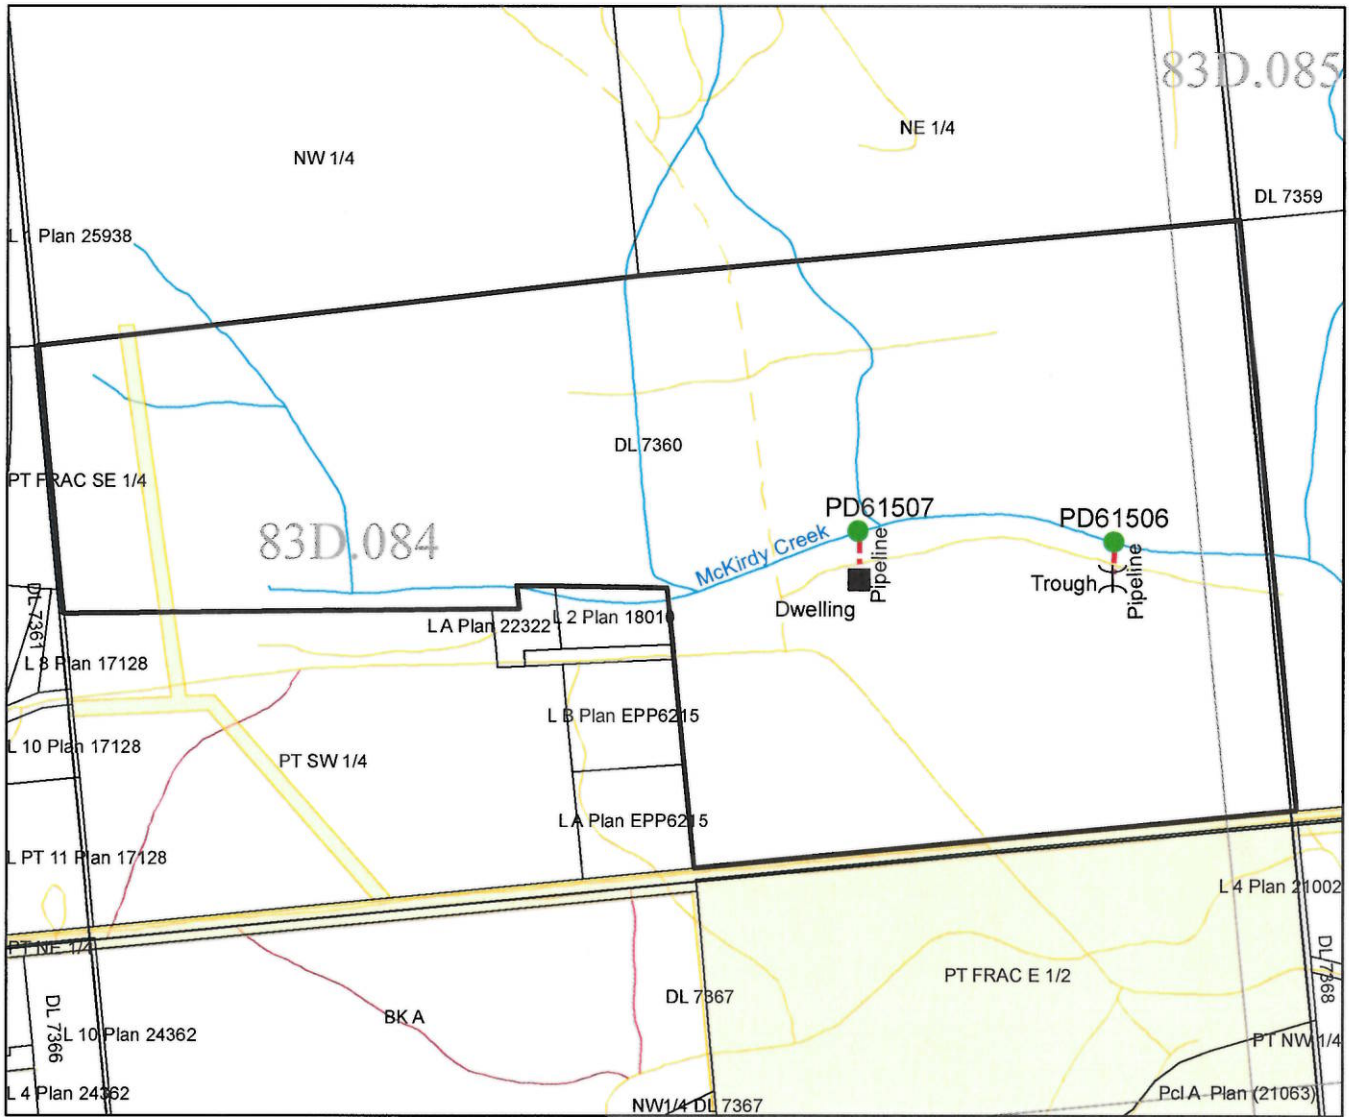 83D.085
NE 1/4
NW 1/4
DL 7359
L 1 Plan 25938
DL 7360
PT FRAC SE 1/4
PD61507
PD61506
83D.084
McKirdy Creek
Pipeline
Pipeline
Trough
Dwelling
DL 7361
L A Plan 22322
L 2 Plan 18010
L 8 Plan 17128
L B Plan EPP6215
L 10 Plan 17128
PT SW 1/4
L A Plan EPP6215
L PT 11 Plan 17128
L 4 Plan 21002
PT NE 1/4
PT FRAC E 1/2
DL 7368
DL 7367
BK A
DL 7366
L 10 Plan 24362
PT NW 1/4
L 4 Plan 24362
Pcl A Plan (21063)
NW1/4 DL 7367